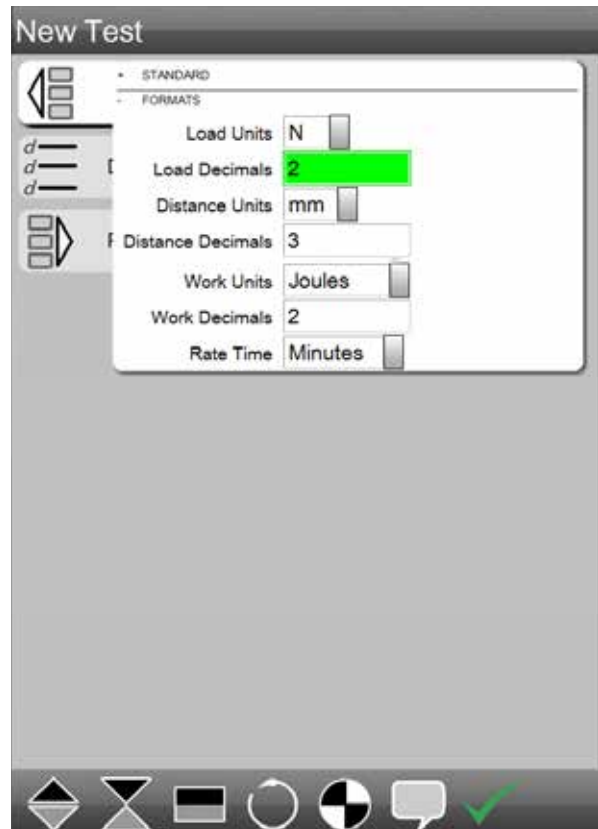 New Test
+ STANDARD
- FORMATS
Load Units N
Load Decimals 2
Distance Units mm
Distance Decimals 3
Work Units Joules
Work Decimals 2
Rate Time Minutes
d
d
d